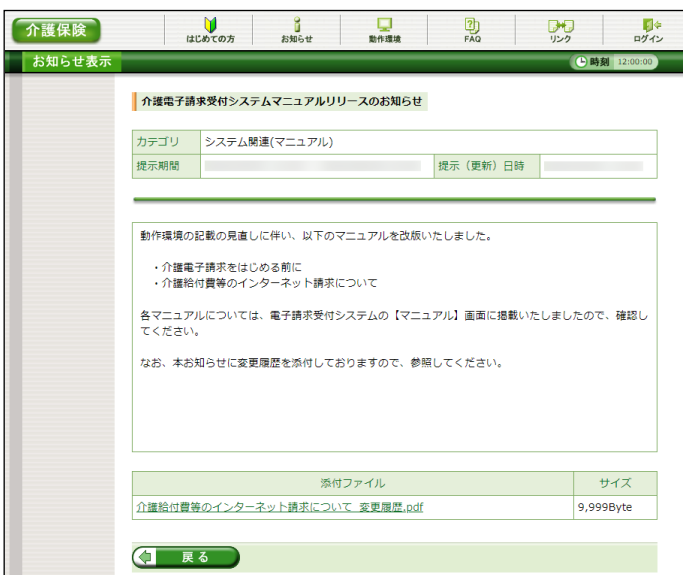 介護保険
はじめての方
お知らせ
動作環境
FAQ
リンク
ログイン
お知らせ表示
時刻 12:00:00
介護電子請求受付システムマニュアルリリースのお知らせ
カテゴリ システム関連(マニュアル)
提示期間 提示（更新）日時
動作環境の記載の見直しに伴い、以下のマニュアルを改版いたしました。
・介護電子請求をはじめる前に
・介護給付費等のインターネット請求について
各マニュアルについては、電子請求受付システムの【マニュアル】画面に掲載いたしましたので、確認し
てください。
なお、本お知らせに変更履歴を添付しておりますので、参照してください。
添付ファイル サイズ
介護給付費等のインターネット請求について_変更履歴.pdf 9,999Byte
戻る